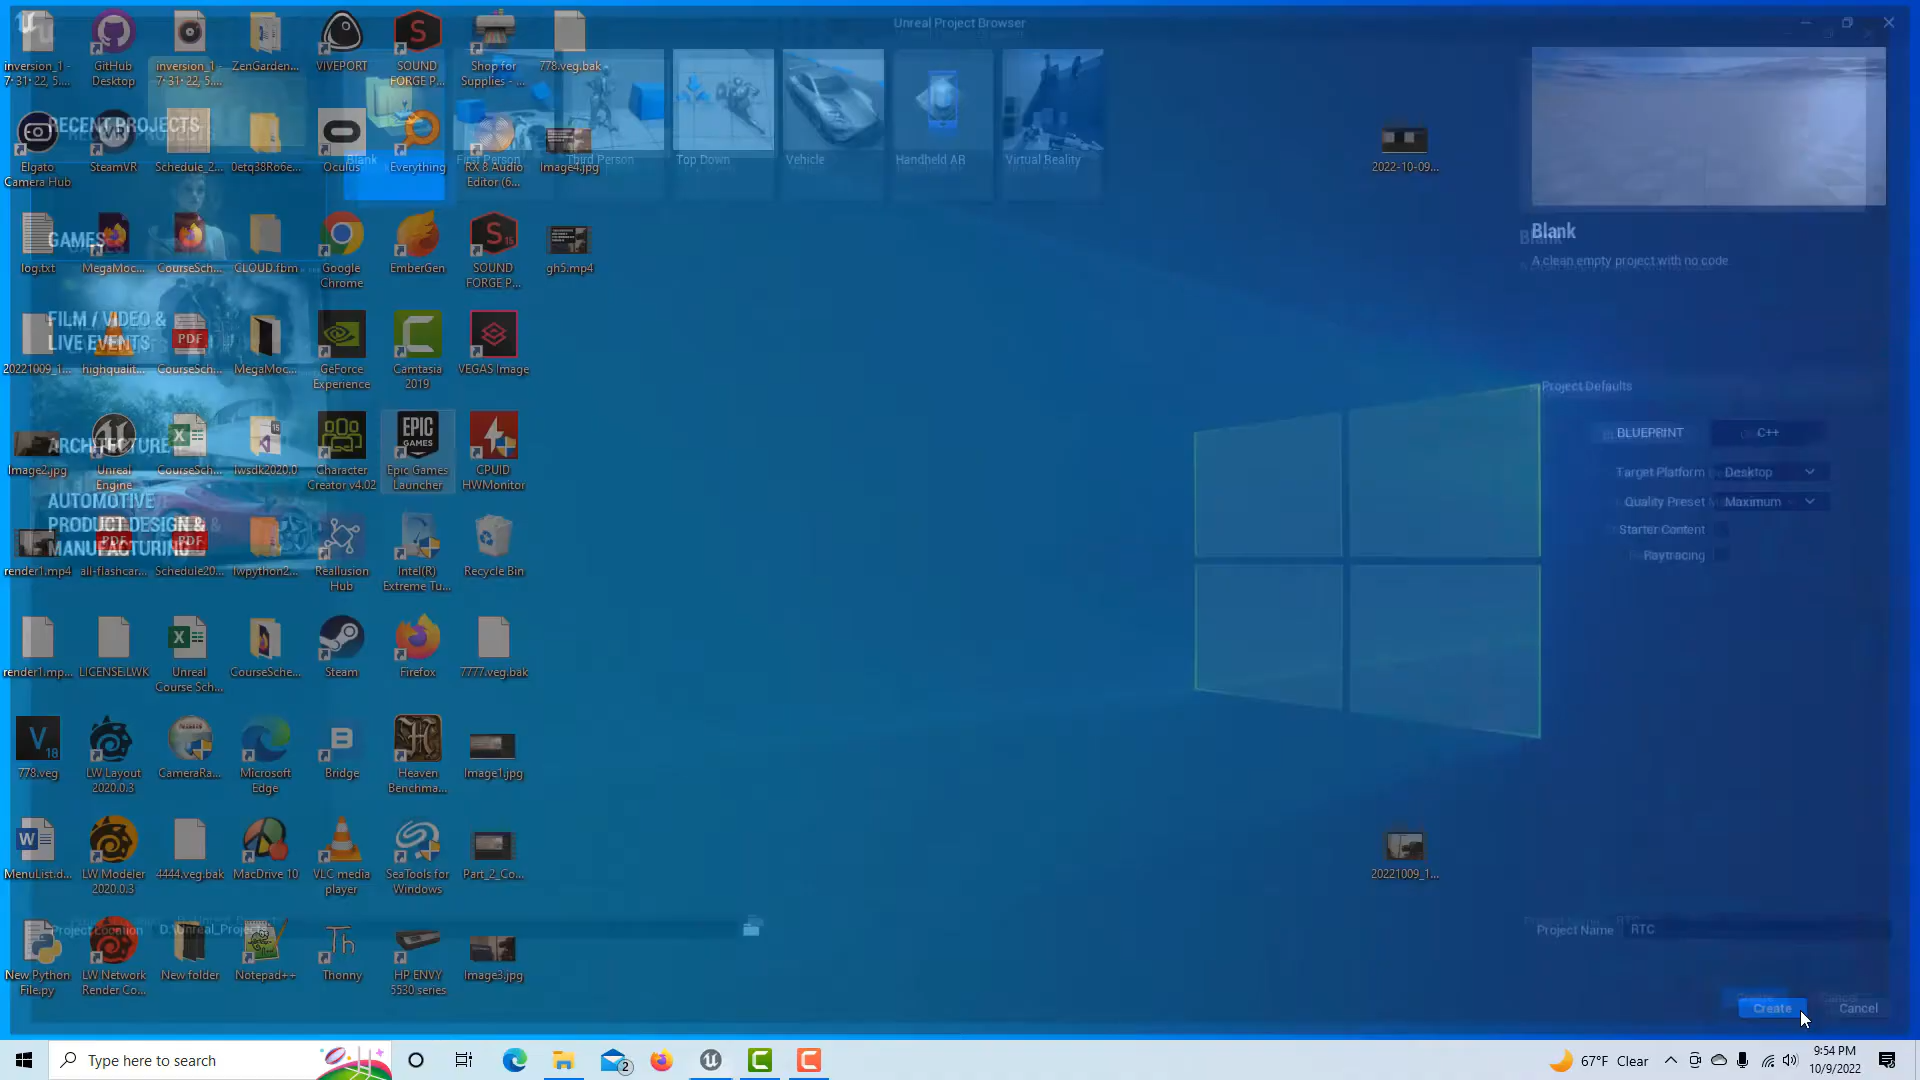 Unreal Project Browser
inversion_1 -
7-31-22, 5....
GitHub
Desktop
inversion_1 -
7-31-22, 5....
ZenGarden...
VIVEPORT
SOUND
FORGE P...
Shop for
Supplies - ...
778.veg.bak
RECENT PROJECTS
Elgato
Camera Hub
SteamVR
Schedule_2...
0etq38Ro6e...
Oculus
Everything
RX 8 Audio
Editor (6...
Image4.jpg
Blank
First Person
Third Person
Top Down
Vehicle
Handheld AR
Virtual Reality
2022-10-09...
GAMES
log.txt
MegaMoc...
CourseSch...
CLOUD.fbm
Google
Chrome
EmberGen
SOUND
FORGE P...
gh5.mp4
Blank
A clean empty project with no code.
FILM / VIDEO &
LIVE EVENTS
20221009_1...
highqualit...
CourseSch...
MegaMoc...
GeForce
Experience
Camtasia
2019
VEGAS Image
Project Defaults
BLUEPRINT
C++
Target Platform
Desktop
Quality Preset
Maximum
Starter Content
Raytracing
ARCHITECTURE
Image2.jpg
Unreal
Engine
CourseSch...
lwsdk2020.0
Character
Creator v4.02
EPIC
GAMES
Epic Games
Launcher
CPUID
HWMonitor
AUTOMOTIVE
PRODUCT DESIGN &
MANUFACTURING
PDF
render1.mp4
all-flashcar...
Schedule20...
lwpython2...
Reallusion
Hub
Intel(R)
Extreme Tu...
Recycle Bin
render1.mp...
LICENSE.LWK
Unreal
Course Sch...
CourseSche...
Steam
Firefox
7777.veg.bak
778.veg
LW Layout
2020.0.3
CameraRa...
Microsoft
Edge
Bridge
Heaven
Benchma...
Image1.jpg
MenuList.d...
LW Modeler
2020.0.3
4444.veg.bak
MacDrive 10
VLC media
player
SeaTools for
Windows
Part_2_Co...
20221009_1...
Project Location
D:\Unreal_Projects
Project Name
RTC
New Python
File.py
LW Network
Render Co...
New folder
Notepad++
Thonny
HP ENVY
5530 series
Image3.jpg
Create
Cancel
Type here to search
2
67°F Clear
9:54 PM
10/9/2022